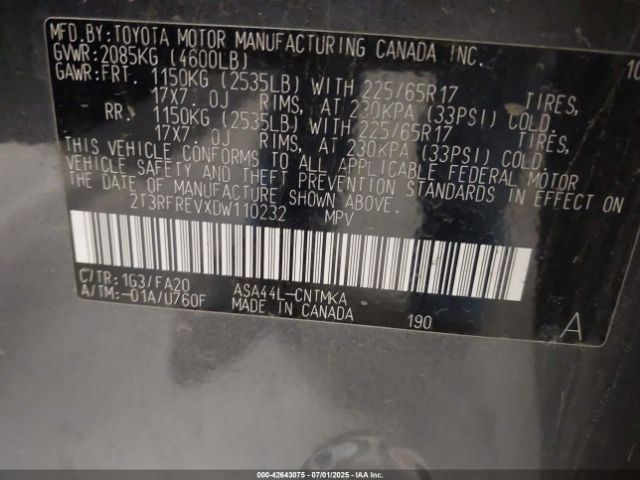 MFD.BY: TOYOTA MOTOR MANUFACTURING CANADA INC. 10
GVWR: 2085KG (4600LB)
GAWR: FRT. 1150KG (2535LB) WITH 225/65R17 TIRES,
17X7.0J RIMS, AT 230KPA (33PSI) COLD.
RR. 1150KG (2535LB) WITH 225/65R17 TIRES,
17X7.0J RIMS, AT 230KPA (33PSI) COLD.
THIS VEHICLE CONFORMS TO ALL APPLICABLE FEDERAL MOTOR
VEHICLE SAFETY AND THEFT PREVENTION STANDARDS IN EFFECT ON
THE DATE OF MANUFACTURE SHOWN ABOVE.
2T3RFREVXDW110232 MPV
C/TR: 1G3/FA20 ASA44L-CNTMKA
A/TM:-01A/U760F MADE IN CANADA 190 A
000-42643075 - 07/01/2025 - IAA Inc.